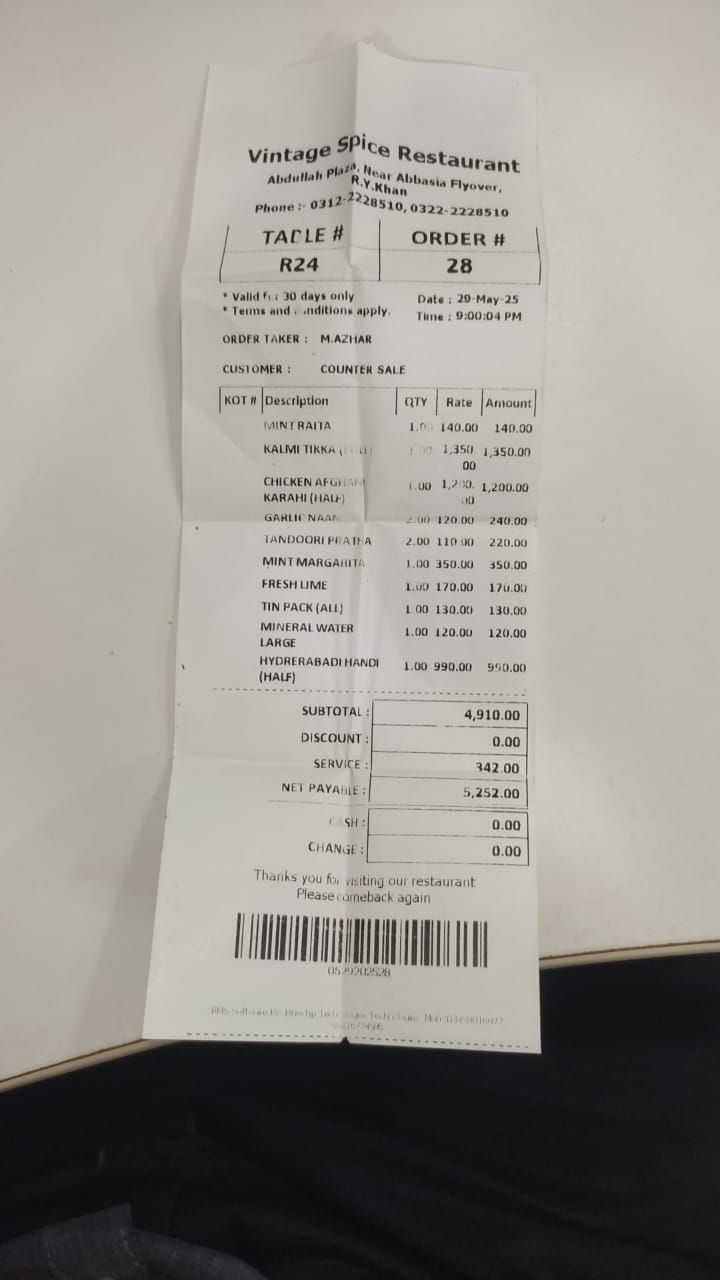 Vintage Spice Restaurant
Abdullah Plaza, Near Abbasia Flyover,
R.Y.Khan
Phone :- 0312-2228510, 0322-2228510
TABLE # ORDER #
R24 28
* Valid for 30 days only Date : 29-May-25
* Terms and conditions apply. Time : 9:00:04 PM
ORDER TAKER : M.AZHAR
CUSTOMER : COUNTER SALE
KOT # Description QTY Rate Amount
MINT RAITA 1.00 140.00 140.00
KALMI TIKKA (FULL) 1.00 1,350. 1,350.00
00
CHICKEN AFGHANI 1.00 1,200. 1,200.00
KARAHI (HALF) 00
GARLIC NAAN 2.00 120.00 240.00
TANDOORI PRATHA 2.00 110.00 220.00
MINT MARGARITA 1.00 350.00 350.00
FRESH LIME 1.00 170.00 170.00
TIN PACK (ALL) 1.00 130.00 130.00
MINERAL WATER 1.00 120.00 120.00
LARGE
HYDRERABADI HANDI 1.00 990.00 990.00
(HALF)
SUBTOTAL : 4,910.00
DISCOUNT : 0.00
SERVICE : 342.00
NET PAYABLE : 5,252.00
CASH : 0.00
CHANGE : 0.00
Thanks you for visiting our restaurant
Please comeback again
0529202528
RMS Software By: Technologies Mob: